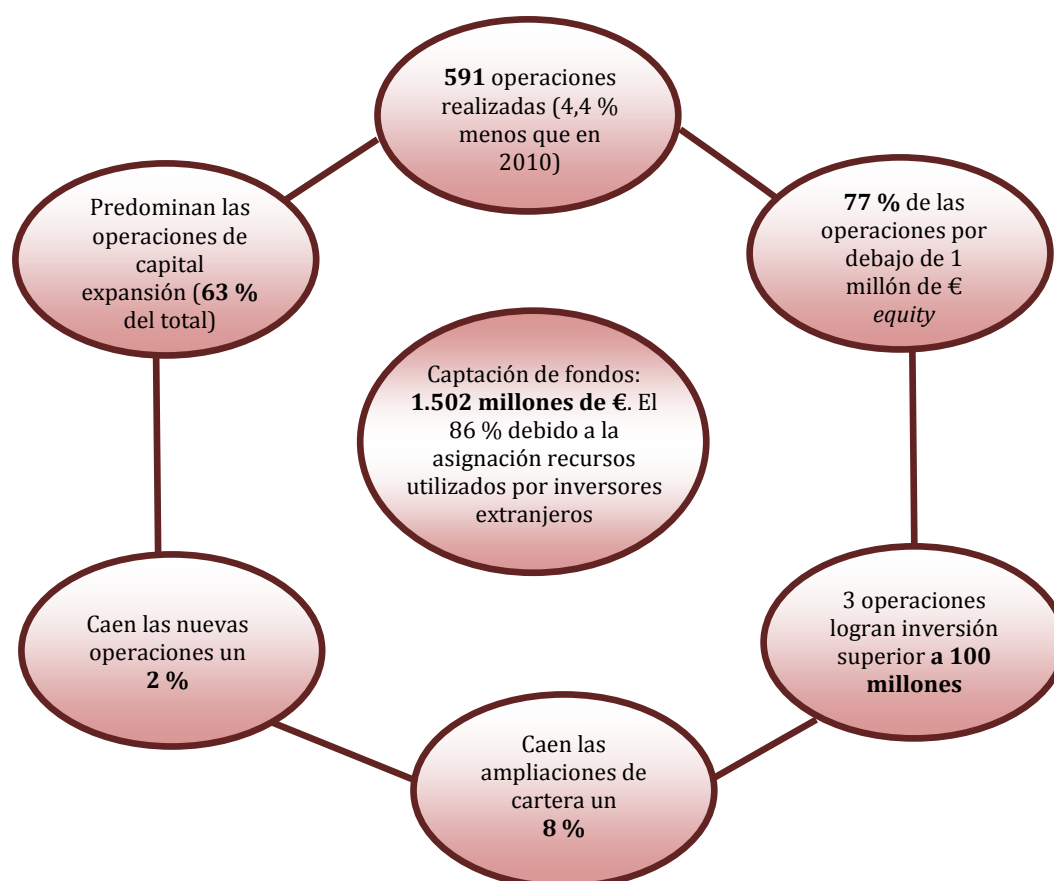 591 operaciones
realizadas (4,4 %
menos que en
2010)
Predominan las
operaciones de
capital
expansión (63 %
del total)
77 % de las
operaciones por
debajo de 1
millón de €
equity
Captación de fondos:
1.502 millones de €. El
86 % debido a la
asignación recursos
utilizados por inversores
extranjeros
Caen las nuevas
operaciones un
2 %
3 operaciones
logran inversión
superior a 100
millones
Caen las
ampliaciones de
cartera un
8 %